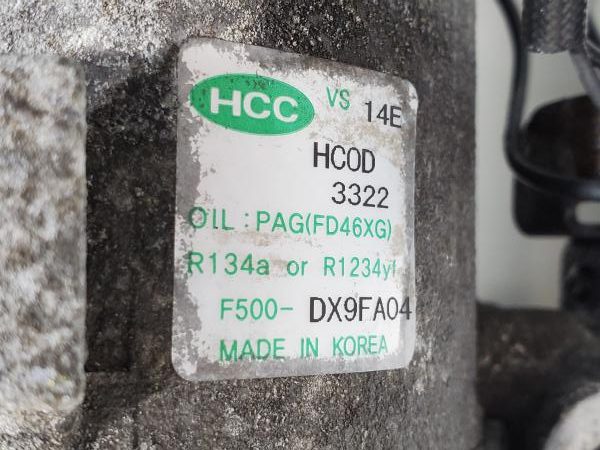 HCC VS 14E
HCOD
3322
OIL : PAG(FD46XG)
R134a or R1234yf
F500- DX9FA04
MADE IN KOREA